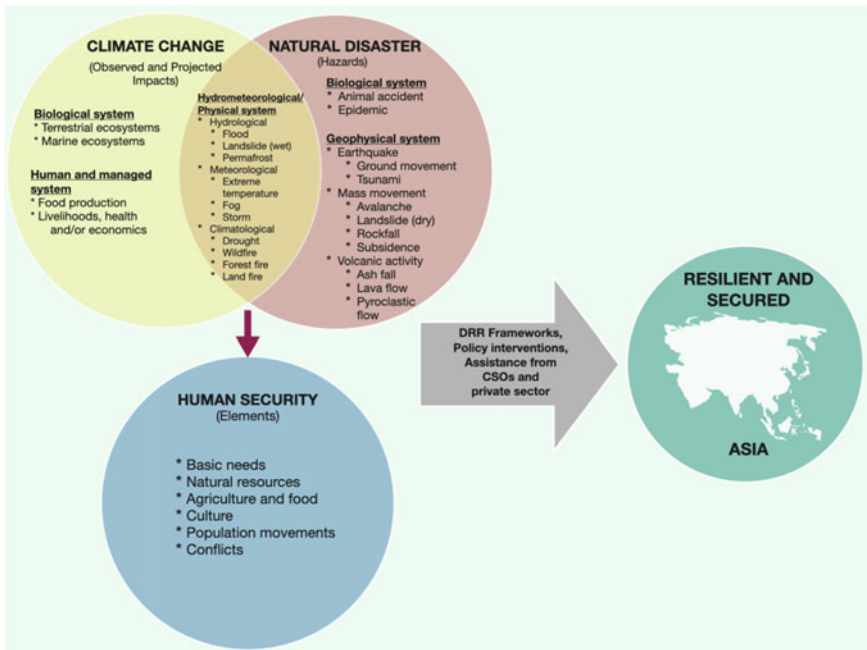 CLIMATE CHANGE
(Observed and Projected
Impacts)
Biological system
* Terrestrial ecosystems
* Marine ecosystems
Human and managed
system
* Food production
* Livelihoods, health
and/or economics
Hydrometeorological/
Physical system
* Hydrological
* Flood
* Landslide (wet)
* Permafrost
* Meteorological
* Extreme
temperature
* Fog
* Storm
* Climatological
* Drought
* Wildfire
* Forest fire
* Land fire
NATURAL DISASTER
(Hazards)
Biological system
* Animal accident
* Epidemic
Geophysical system
* Earthquake
* Ground movement
* Tsunami
* Mass movement
* Avalanche
* Landslide (dry)
* Rockfall
* Subsidence
* Volcanic activity
* Ash fall
* Lava flow
* Pyroclastic
flow
HUMAN SECURITY
(Elements)
* Basic needs
* Natural resources
* Agriculture and food
* Culture
* Population movements
* Conflicts
DRR Frameworks,
Policy interventions,
Assistance from
CSOs and
private sector
RESILIENT AND
SECURED
ASIA